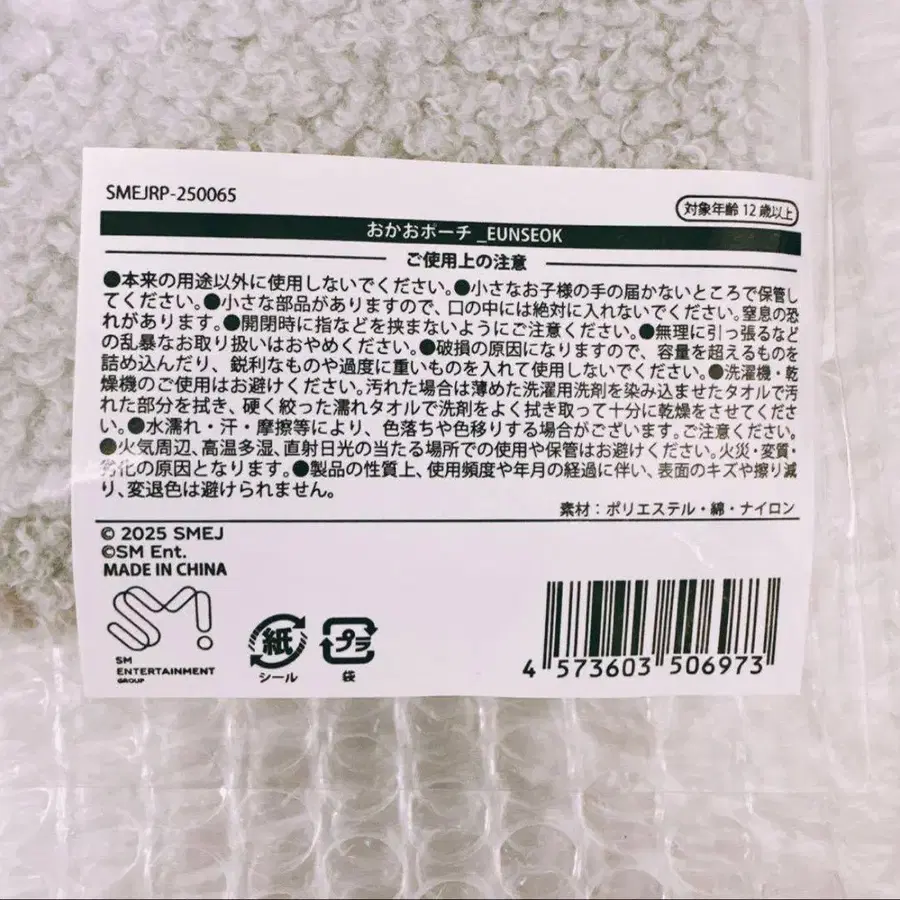 SMEJRP-250065
対象年齢 12 歳以上
おかおポーチ _EUNSEOK
ご使用上の注意
●本来の用途以外に使用しないでください。●小さなお子様の手の届かないところで保管し
てください。●小さな部品がありますので、口の中には絶対に入れないでください。窒息の恐
れがあります。●開閉時に指などを挟まないようにご注意ください。●無理に引っ張るなど
の乱暴なお取り扱いはおやめください。●破損の原因になりますので、容量を超えるものを
詰め込んだり、鋭利なものや過度に重いものを入れて使用しないでください。●洗濯機・乾
燥機のご使用はお避けください。汚れた場合は薄めた洗濯用洗剤を染み込ませたタオルで汚
れた部分を拭き、硬く絞った濡れタオルで洗剤をよく拭き取って十分に乾燥をさせてくださ
い。●水濡れ・汗・摩擦等により、色落ちや色移りする場合がございます。ご注意ください。
●火気周辺、高温多湿、直射日光の当たる場所での使用や保管はお避けください。火災・変質・
劣化の原因となります。●製品の性質上、使用頻度や年月の経過に伴い、表面のキズや擦り減
り、変退色は避けられません。
素材：ポリエステル・綿・ナイロン
© 2025 SMEJ
©SM Ent.
MADE IN CHINA
SM
ENTERTAINMENT
GROUP
紙
シール
プラ
袋
4 573603 506973